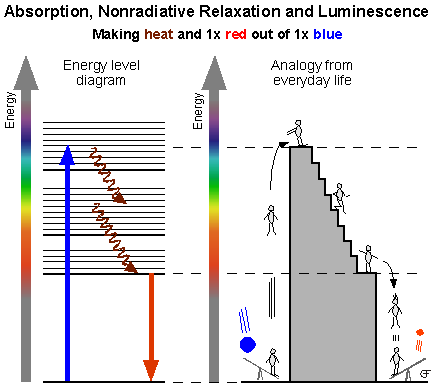 Absorption, Nonradiative Relaxation and Luminescence
Making heat and 1x red out of 1x blue
Energy level
diagram
Analogy from
everyday life
Energy
Energy